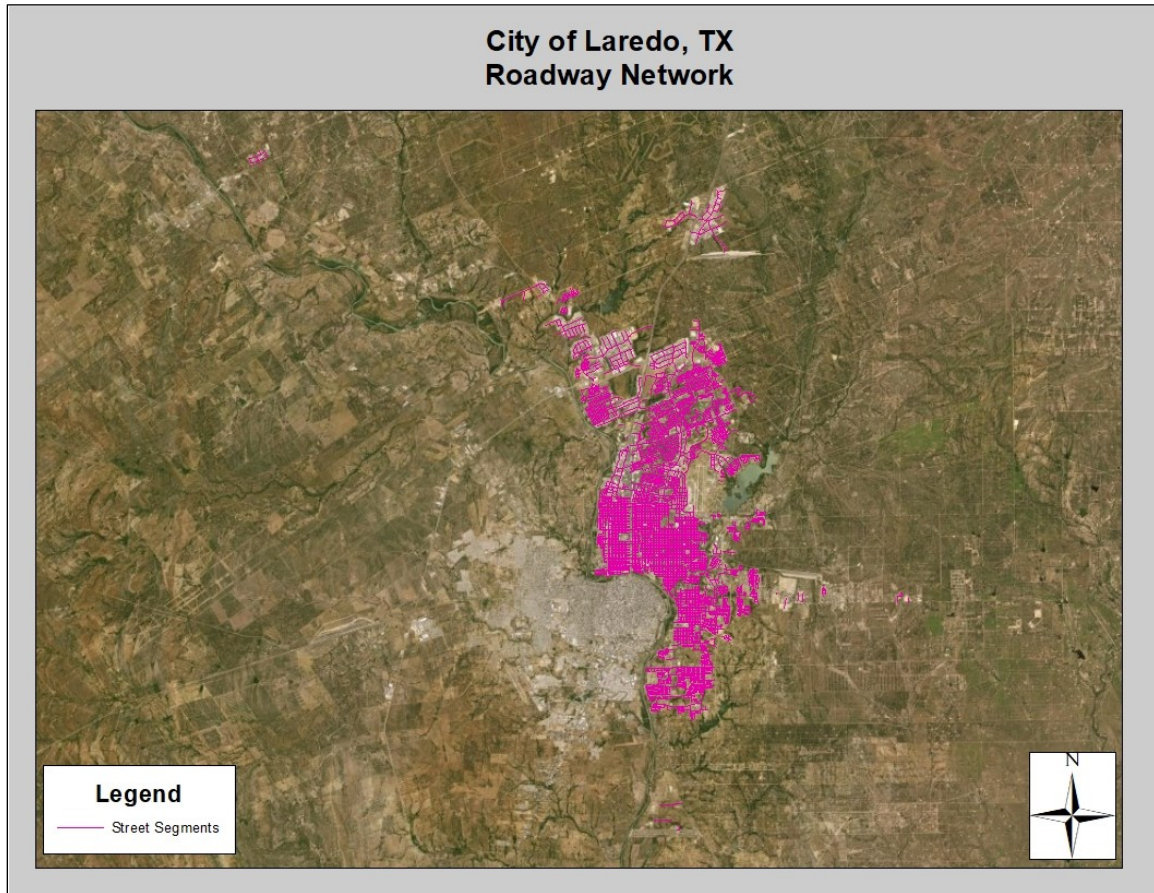 City of Laredo, TX
Roadway Network
N
Legend
Street Segments